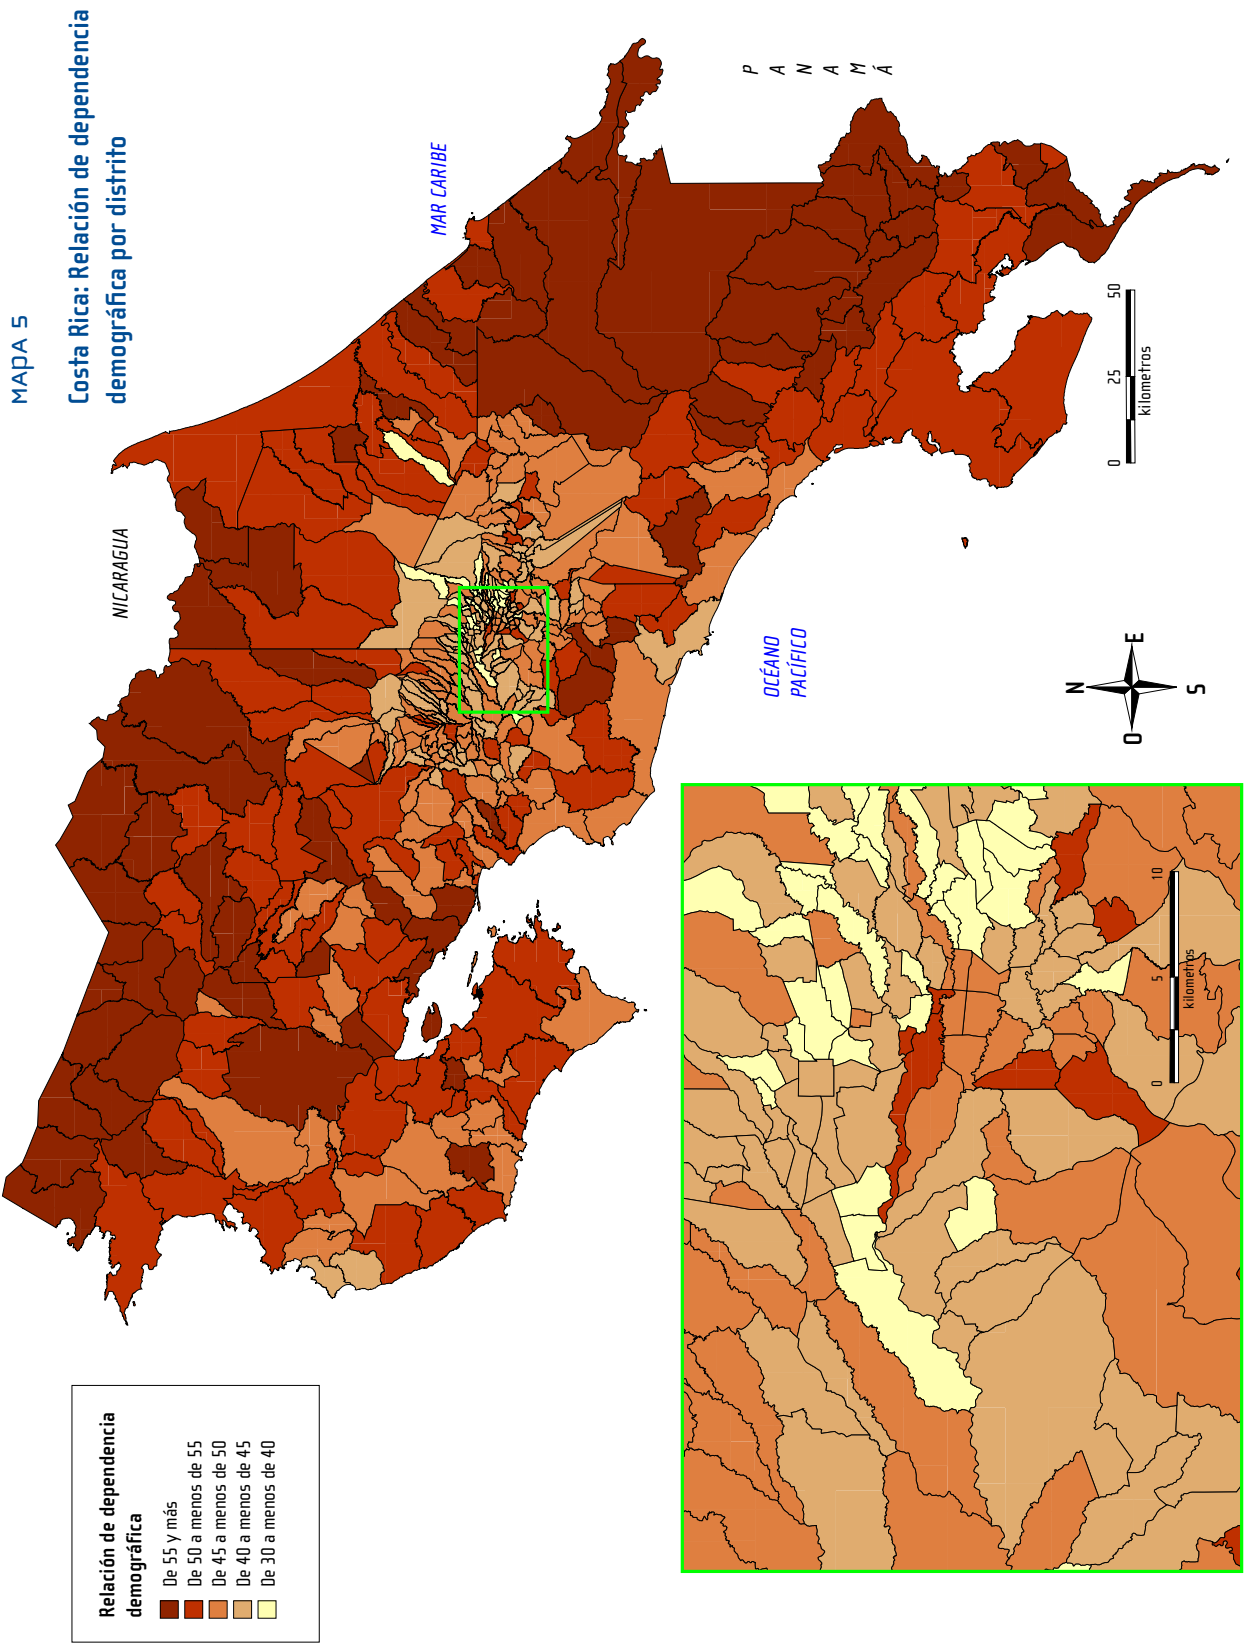 MAPA 5
Costa Rica: Relación de dependencia
demográfica por distrito
NICARAGUA
MAR CARIBE
PANAMÁ
OCÉANO
PACÍFICO
N
O
E
S
0 25 50
kilometros
Relación de dependencia
demográfica
De 55 y más
De 50 a menos de 55
De 45 a menos de 50
De 40 a menos de 45
De 30 a menos de 40
0 5 10
kilometros